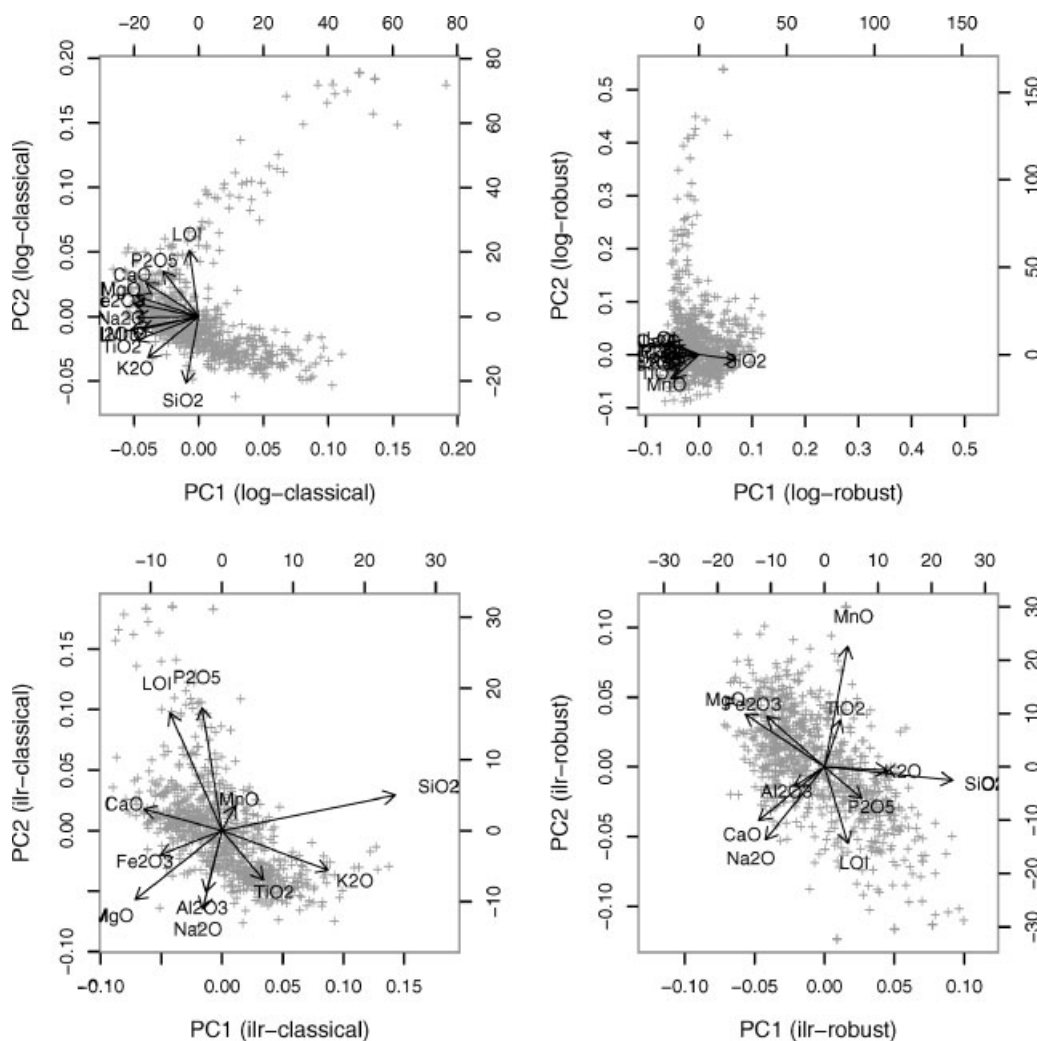 −20 0 20 40 60 80
0 50 100 150
PC2 (log−classical)
−0.05 0.00 0.05 0.10 0.15 0.20
LOI
P2O5
CaO
MgO
e2O3
Na2O
TiO2
K2O
SiO2
−20 0 20 40 60 80
−0.05 0.00 0.05 0.10 0.15 0.20
PC1 (log−classical)
PC2 (log−robust)
−0.1 0.0 0.1 0.2 0.3 0.4 0.5
SiO2
MnO
0 50 100 150
−0.1 0.0 0.1 0.2 0.3 0.4 0.5
PC1 (log−robust)
−10 0 10 20 30
−30 −20 −10 0 10 20 30
PC2 (ilr−classical)
−0.10 −0.05 0.00 0.05 0.10 0.15
P2O5
LOI
SiO2
CaO
MnO
Fe2O3
K2O
TiO2
MgO
Al2O3
Na2O
−10 0 10 20 30
−0.10 −0.05 0.00 0.05 0.10 0.15
PC1 (ilr−classical)
PC2 (ilr−robust)
−0.10 −0.05 0.00 0.05 0.10
MnO
MgO
Fe2O3
TiO2
K2O
SiO2
Al2O3
P2O5
CaO
Na2O
LOI
−30 −20 −10 0 10 20 30
−0.10 −0.05 0.00 0.05 0.10
PC1 (ilr−robust)